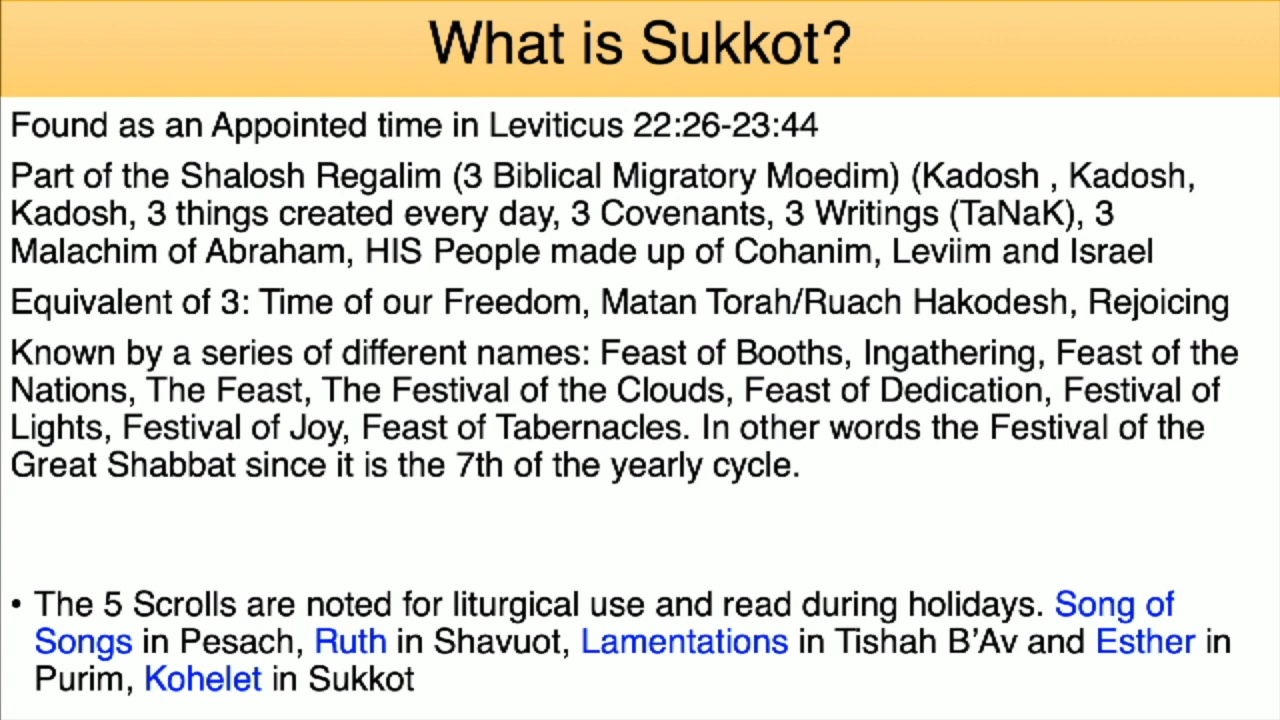 What is Sukkot?
Found as an Appointed time in Leviticus 22:26-23:44
Part of the Shalosh Regalim (3 Biblical Migratory Moedim) (Kadosh , Kadosh,
Kadosh, 3 things created every day, 3 Covenants, 3 Writings (TaNaK), 3
Malachim of Abraham, HIS People made up of Cohanim, Leviim and Israel
Equivalent of 3: Time of our Freedom, Matan Torah/Ruach Hakodesh, Rejoicing
Known by a series of different names: Feast of Booths, Ingathering, Feast of the
Nations, The Feast, The Festival of the Clouds, Feast of Dedication, Festival of
Lights, Festival of Joy, Feast of Tabernacles. In other words the Festival of the
Great Shabbat since it is the 7th of the yearly cycle.
• The 5 Scrolls are noted for liturgical use and read during holidays. Song of
Songs in Pesach, Ruth in Shavuot, Lamentations in Tishah B’Av and Esther in
Purim, Kohelet in Sukkot